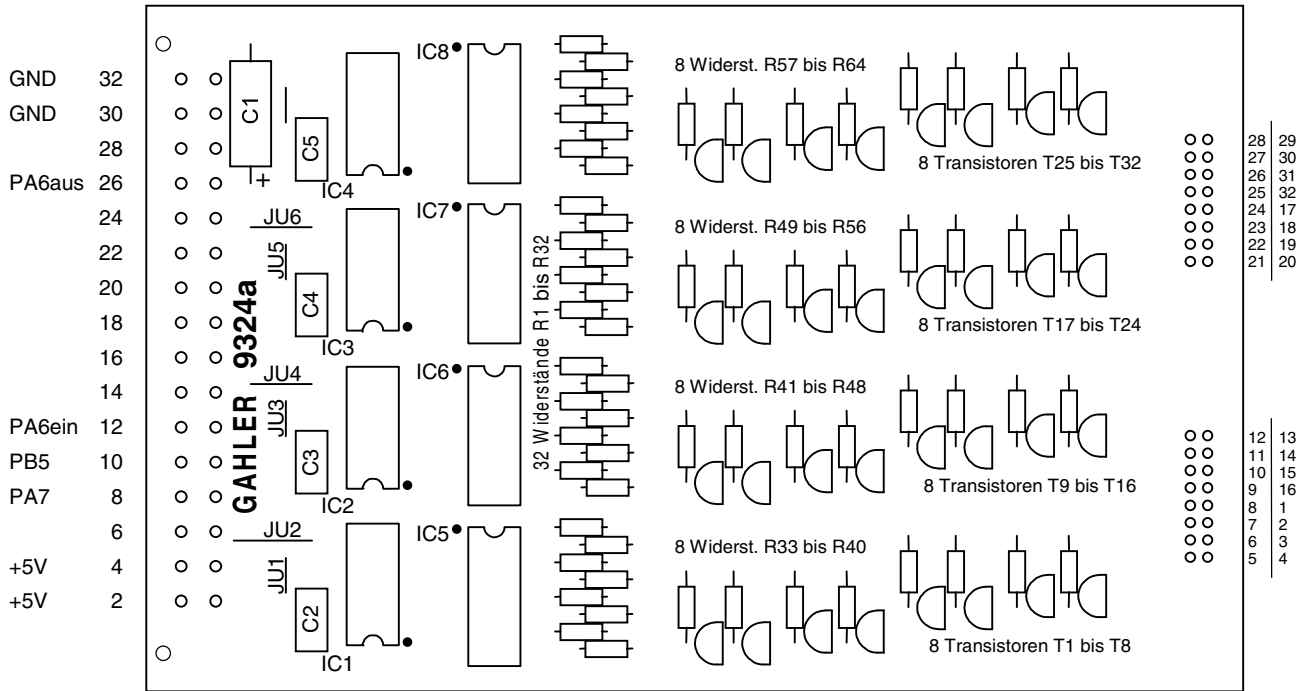 GND 32
GND 30
28
PA6aus 26
24
22
20
18
16
14
PA6ein 12
PB5 10
PA7 8
6
+5V 4
+5V 2
C1
+
C5
IC4
IC8
JU6
JU5
C4
IC3
IC7
GAHLER 9324a
JU4
JU3
C3
IC2
IC6
JU2
JU1
C2
IC1
IC5
32 Widerstände R1 bis R32
8 Widerst. R57 bis R64
8 Transistoren T25 bis T32
8 Widerst. R49 bis R56
8 Transistoren T17 bis T24
8 Widerst. R41 bis R48
8 Transistoren T9 bis T16
8 Widerst. R33 bis R40
8 Transistoren T1 bis T8
28 29
27 30
26 31
25 32
24 17
23 18
22 19
21 20
12 13
11 14
10 15
9 16
8 1
7 2
6 3
5 4